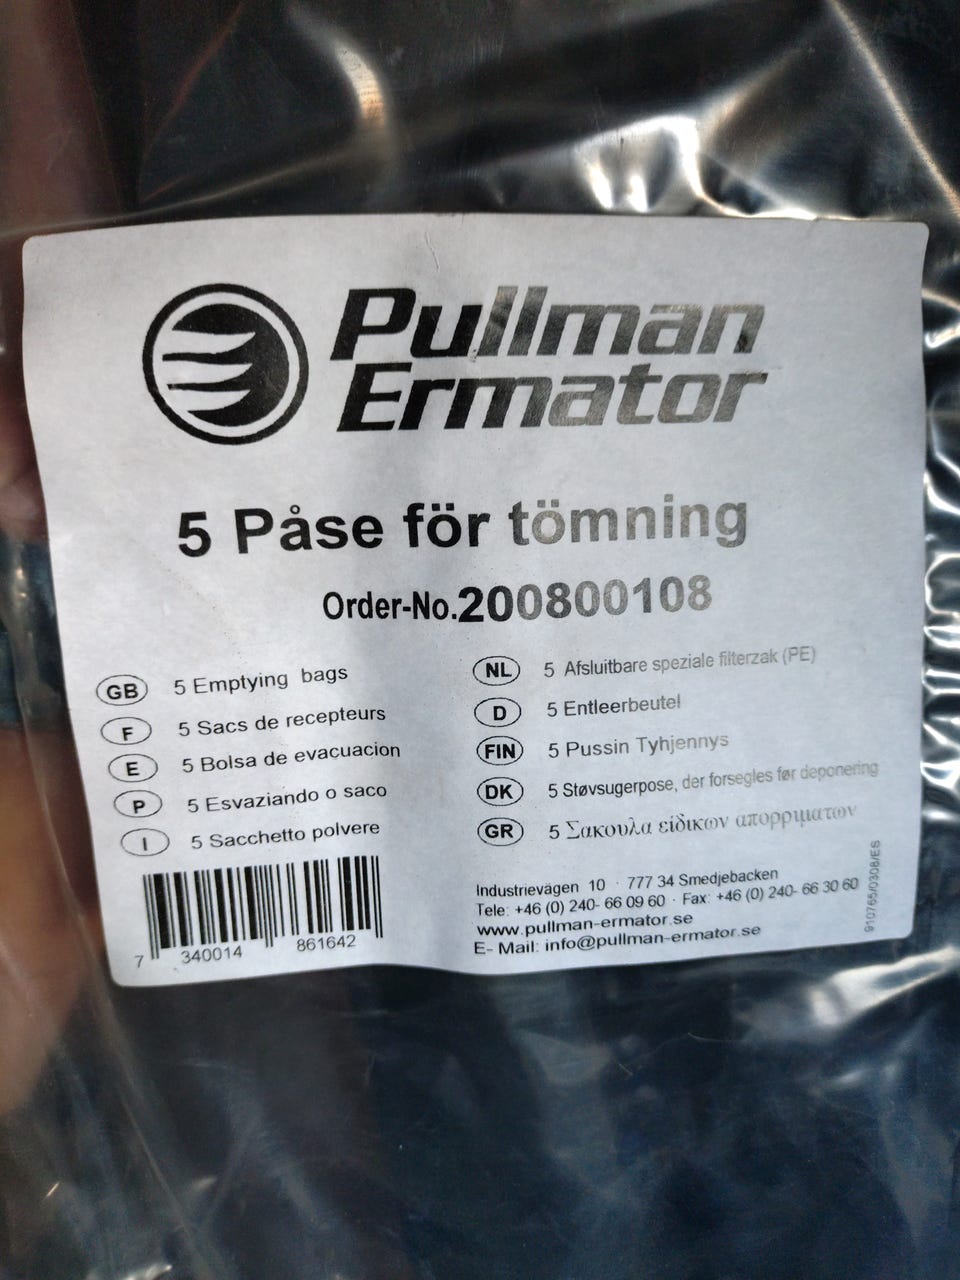 Pullman
Ermator
5 Påse för tömning
Order-No.200800108
GB 5 Emptying bags
F 5 Sacs de recepteurs
E 5 Bolsa de evacuacion
P 5 Esvaziando o saco
I 5 Sacchetto polvere
NL 5 Afsluitbare speziale filterzak (PE)
D 5 Entleerbeutel
FIN 5 Pussin Tyhjennys
DK 5 Støvsugerpose, der forsegles før deponering
GR 5 Σακουλα είδικων απορριματων
7 340014 861642
Industrievägen 10 · 777 34 Smedjebacken
Tele: +46 (0) 240- 66 09 60 · Fax: +46 (0) 240- 66 30 60
www.pullman-ermator.se
E- Mail: info@pullman-ermator.se
910765/0308/ES